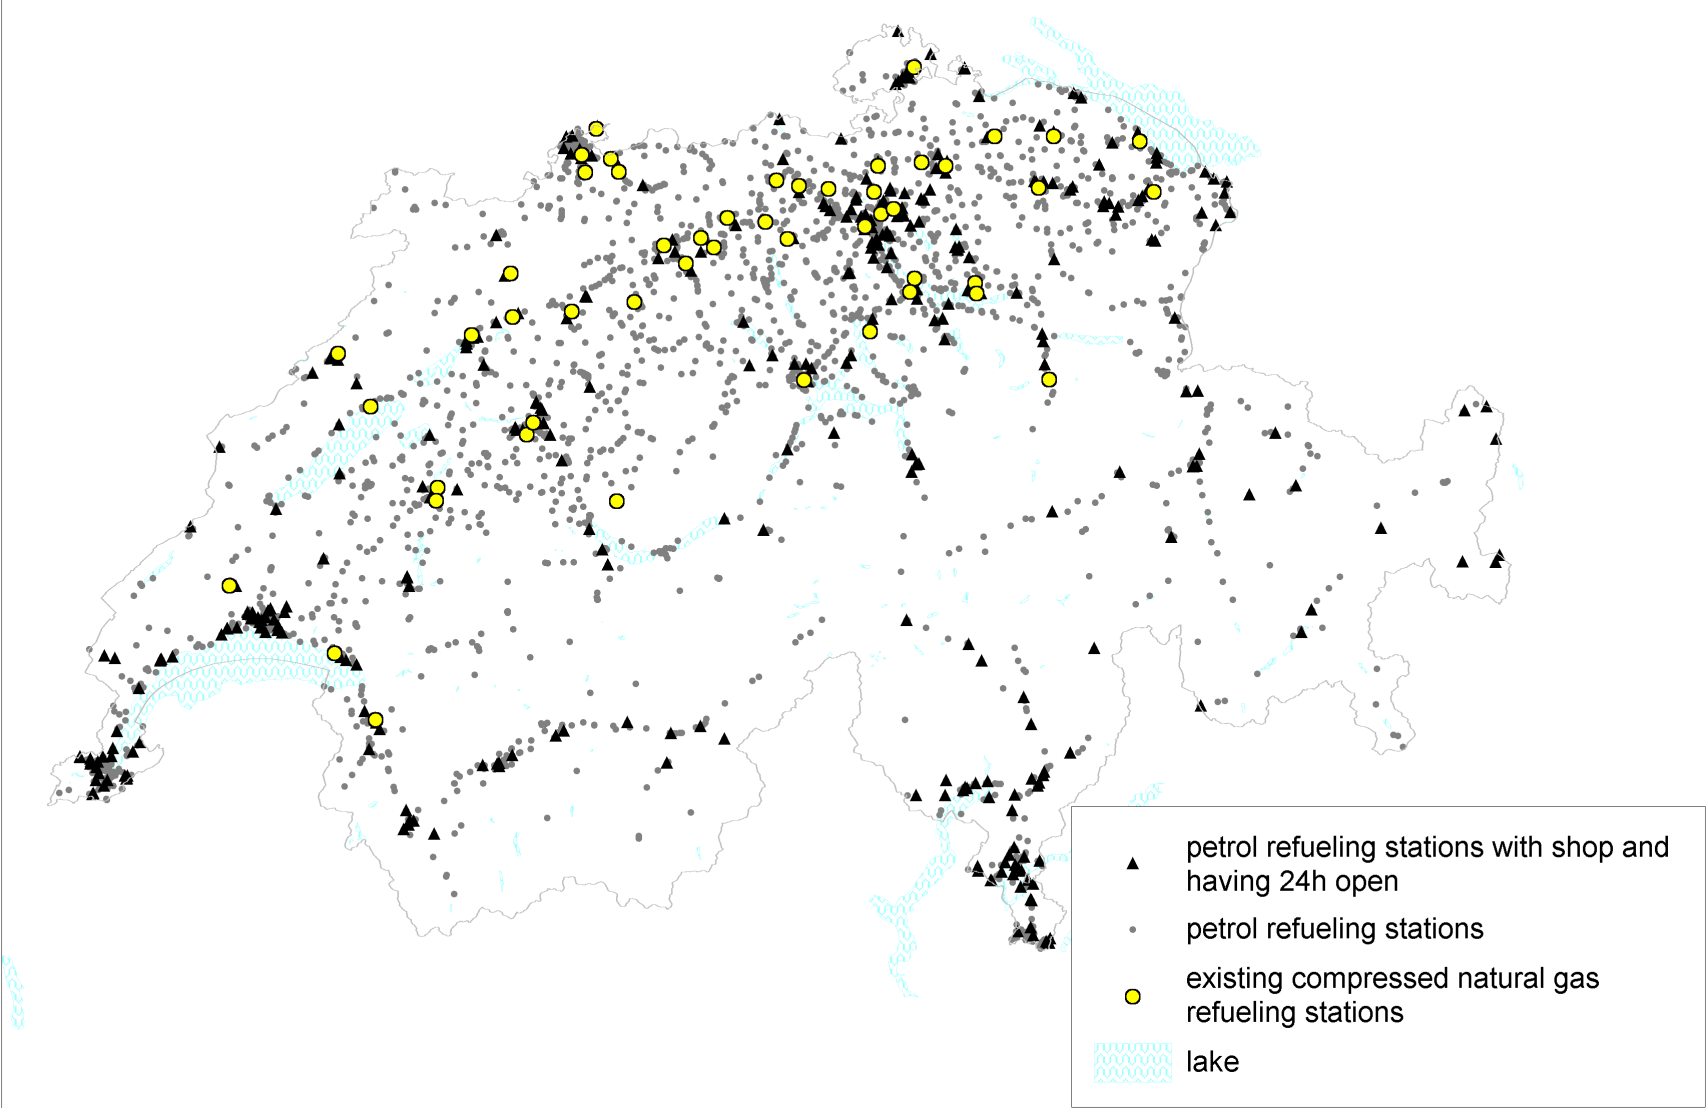 petrol refueling stations with shop and
having 24h open
petrol refueling stations
existing compressed natural gas
refueling stations
lake